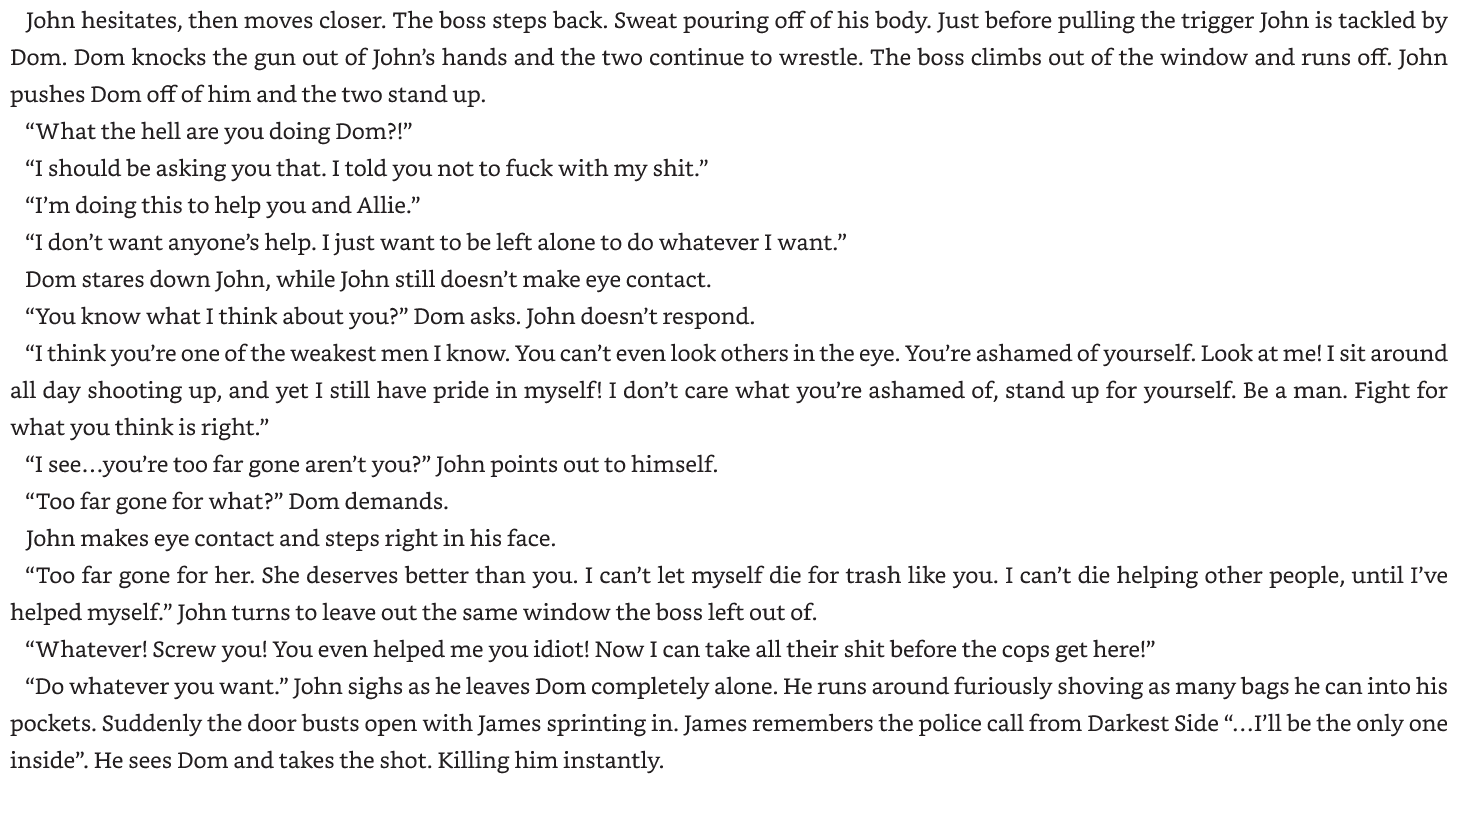 John hesitates, then moves closer. The boss steps back. Sweat pouring off of his body. Just before pulling the trigger John is tackled by
Dom. Dom knocks the gun out of John’s hands and the two continue to wrestle. The boss climbs out of the window and runs off. John
pushes Dom off of him and the two stand up.
“What the hell are you doing Dom?!”
“I should be asking you that. I told you not to fuck with my shit.”
“I’m doing this to help you and Allie.”
“I don’t want anyone’s help. I just want to be left alone to do whatever I want.”
Dom stares down John, while John still doesn’t make eye contact.
“You know what I think about you?” Dom asks. John doesn’t respond.
“I think you’re one of the weakest men I know. You can’t even look others in the eye. You’re ashamed of yourself. Look at me! I sit around
all day shooting up, and yet I still have pride in myself! I don’t care what you’re ashamed of, stand up for yourself. Be a man. Fight for
what you think is right.”
“I see…you’re too far gone aren’t you?” John points out to himself.
“Too far gone for what?” Dom demands.
John makes eye contact and steps right in his face.
“Too far gone for her. She deserves better than you. I can’t let myself die for trash like you. I can’t die helping other people, until I’ve
helped myself.” John turns to leave out the same window the boss left out of.
“Whatever! Screw you! You even helped me you idiot! Now I can take all their shit before the cops get here!”
“Do whatever you want.” John sighs as he leaves Dom completely alone. He runs around furiously shoving as many bags he can into his
pockets. Suddenly the door busts open with James sprinting in. James remembers the police call from Darkest Side “…I’ll be the only one
inside”. He sees Dom and takes the shot. Killing him instantly.